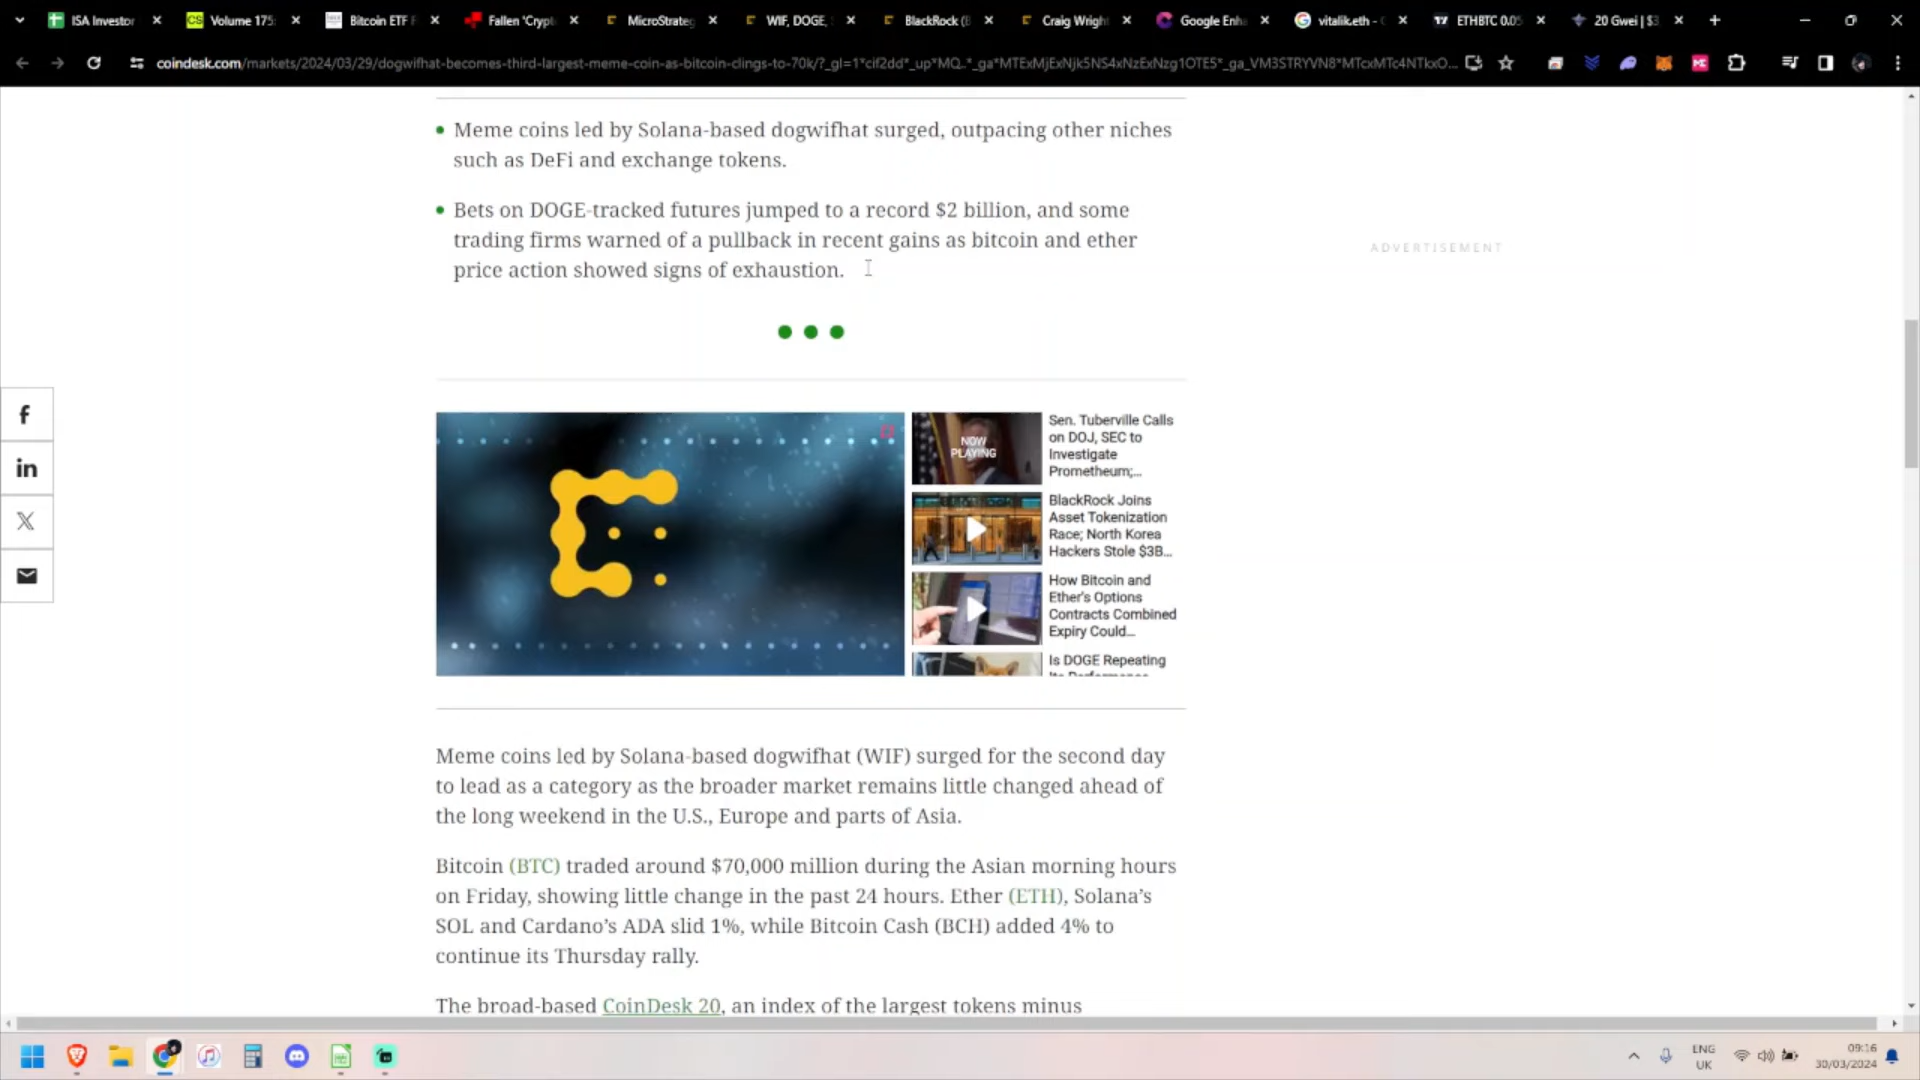 ISA Investor
Volume 175:
Bitcoin ETF F
Fallen 'Crypt
MicroStrateg
WIF, DOGE,
BlackRock (B
Craig Wright
Google Enha
vitalik.eth - G
ETHBTC 0.05
20 Gwei | $3
coindesk.com/markets/2024/03/29/dogwifhat-becomes-third-largest-meme-coin-as-bitcoin-clings-to-70k/?_gl=1*cif2dd*_up*MQ..*_ga*
Meme coins led by Solana-based dogwifhat surged, outpacing other niches
such as DeFi and exchange tokens.
Bets on DOGE-tracked futures jumped to a record $2 billion, and some
trading firms warned of a pullback in recent gains as bitcoin and ether
price action showed signs of exhaustion.
ADVERTISEMENT
NOW
PLAYING
Sen. Tuberville Calls
on DOJ, SEC to
Investigate
Prometheum;...
BlackRock Joins
Asset Tokenization
Race; North Korea
Hackers Stole $3B...
How Bitcoin and
Ether's Options
Contracts Combined
Expiry Could...
Is DOGE Repeating
Its Performance
Meme coins led by Solana-based dogwifhat (WIF) surged for the second day
to lead as a category as the broader market remains little changed ahead of
the long weekend in the U.S., Europe and parts of Asia.
Bitcoin (BTC) traded around $70,000 million during the Asian morning hours
on Friday, showing little change in the past 24 hours. Ether (ETH), Solana's
SOL and Cardano's ADA slid 1%, while Bitcoin Cash (BCH) added 4% to
continue its Thursday rally.
The broad-based CoinDesk 20, an index of the largest tokens minus
ENG
UK
09:16
30/03/2024